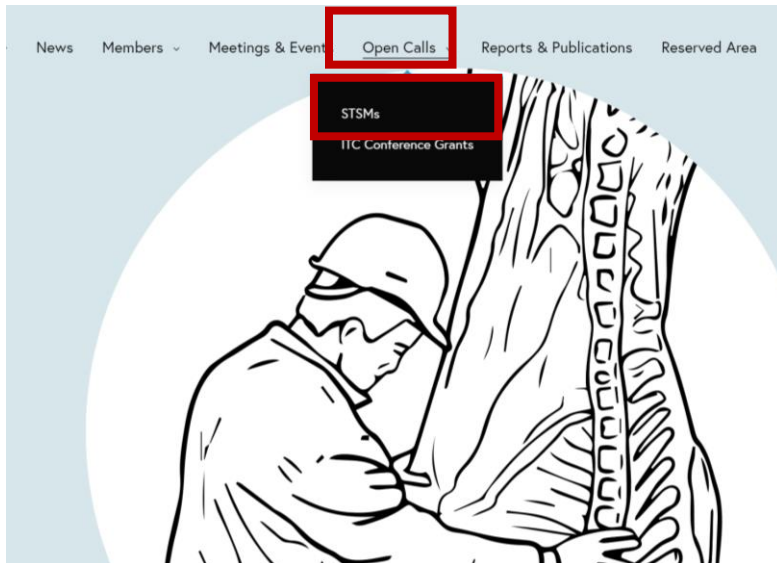 News Members Meetings & Event Open Calls Reports & Publications Reserved Area
STSMs
ITC Conference Grants